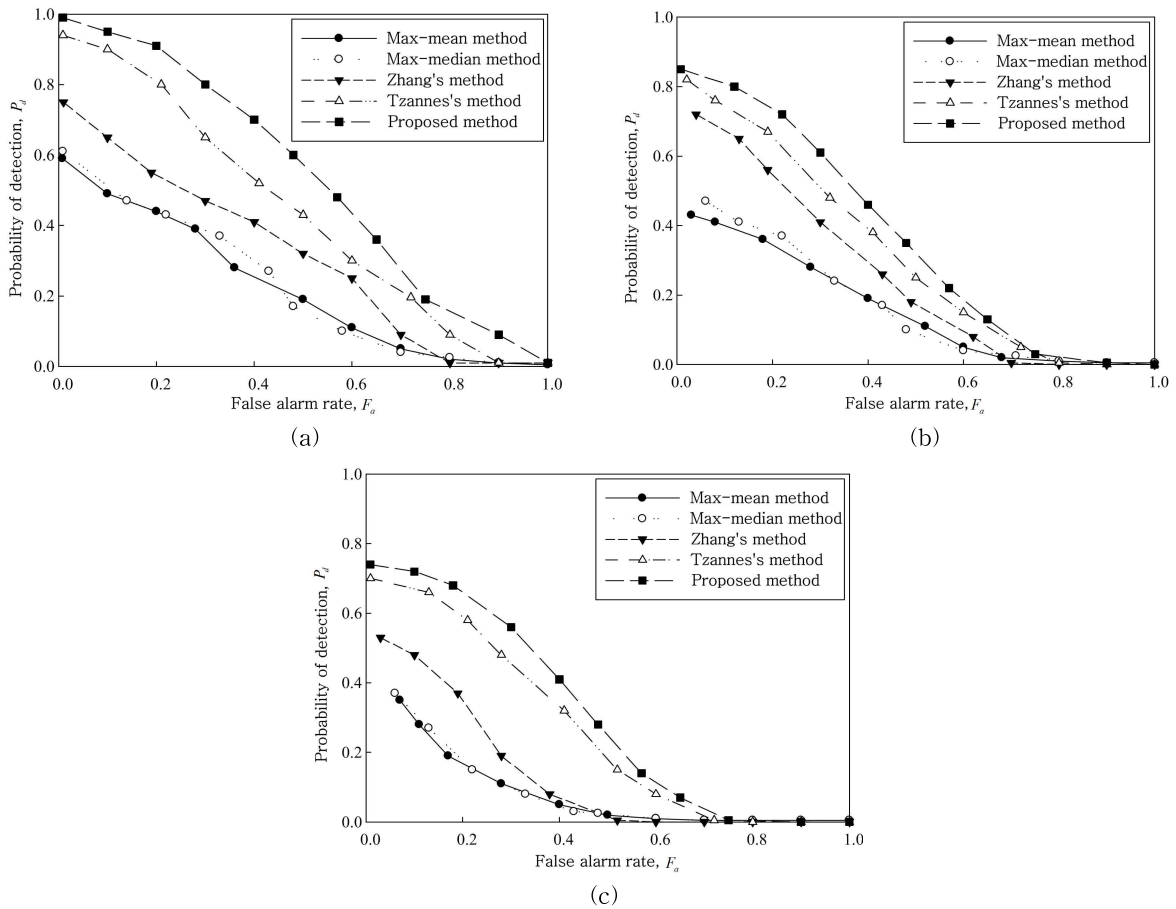 1.0
0.8
0.6
0.4
0.2
0.0
Probability of detection, P_d
Max-mean method
Max-median method
Zhang's method
Tzannes's method
Proposed method
0.0 0.2 0.4 0.6 0.8 1.0
False alarm rate, F_a
(a)
1.0
0.8
0.6
0.4
0.2
0.0
Probability of detection, P_d
Max-mean method
Max-median method
Zhang's method
Tzannes's method
Proposed method
0.0 0.2 0.4 0.6 0.8 1.0
False alarm rate, F_a
(b)
1.0
0.8
0.6
0.4
0.2
0.0
Probability of detection, P_d
Max-mean method
Max-median method
Zhang's method
Tzannes's method
Proposed method
0.0 0.2 0.4 0.6 0.8 1.0
False alarm rate, F_a
(c)